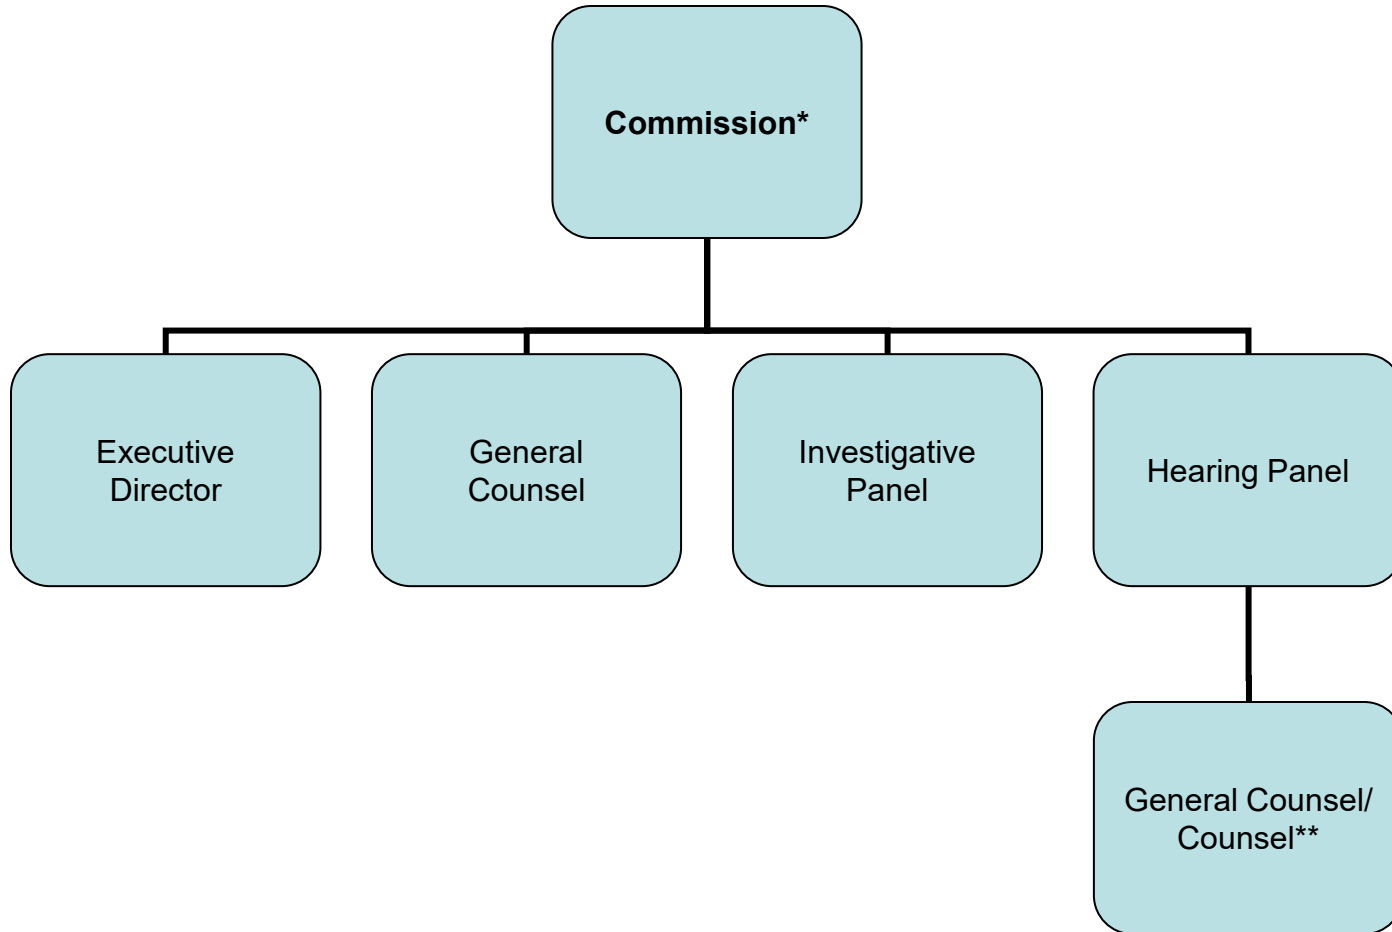 Commission*
Executive
Director
General
Counsel
Investigative
Panel
Hearing Panel
General Counsel/
Counsel**